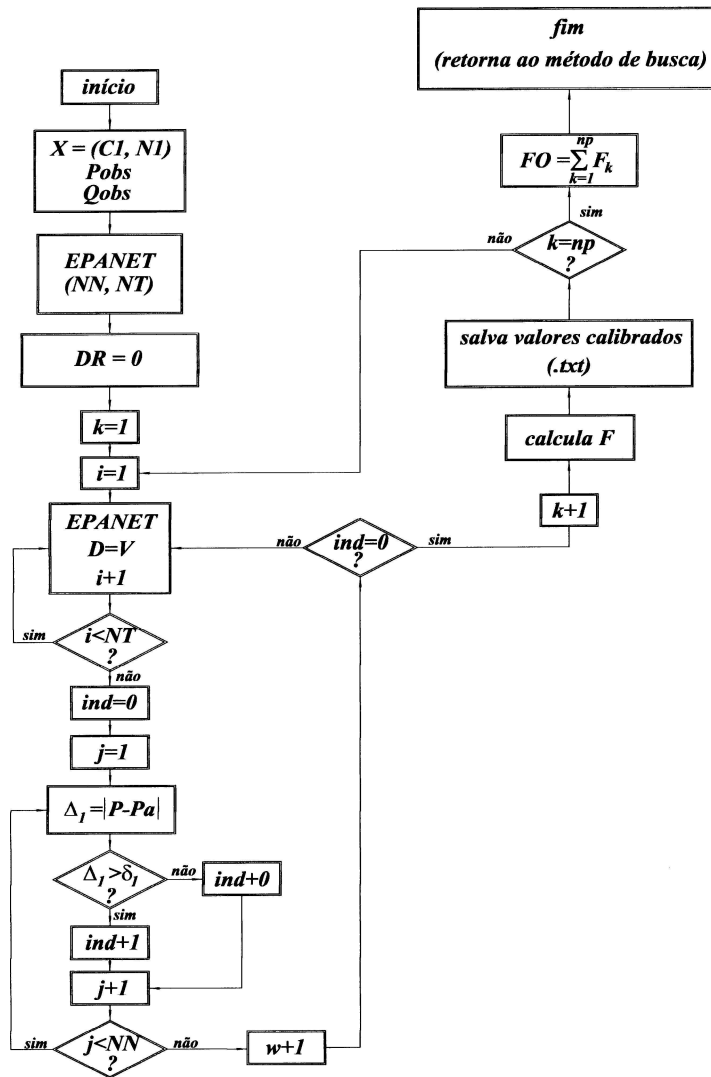 início
X = (C1, N1)
Pobs
Qobs
EPANET
(NN, NT)
DR = 0
k=1
i=1
EPANET
D=V
i+1
i<NT
?
sim
não
ind=0
j=1
Δ₁=|P-Pa|
Δ₁>δ₁
?
não
ind+0
sim
ind+1
j+1
j<NN
?
sim
não
w+1
ind=0
?
não
sim
k+1
calcula F
salva valores calibrados
(.txt)
k=np
?
não
sim
np
FO = ∑ Fₖ
k=1
fim
(retorna ao método de busca)